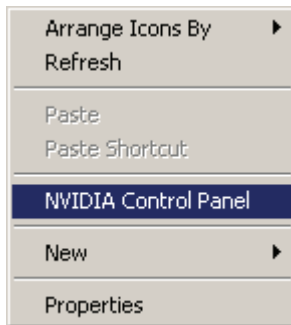 Arrange Icons By
Refresh
Paste
Paste Shortcut
NVIDIA Control Panel
New
Properties